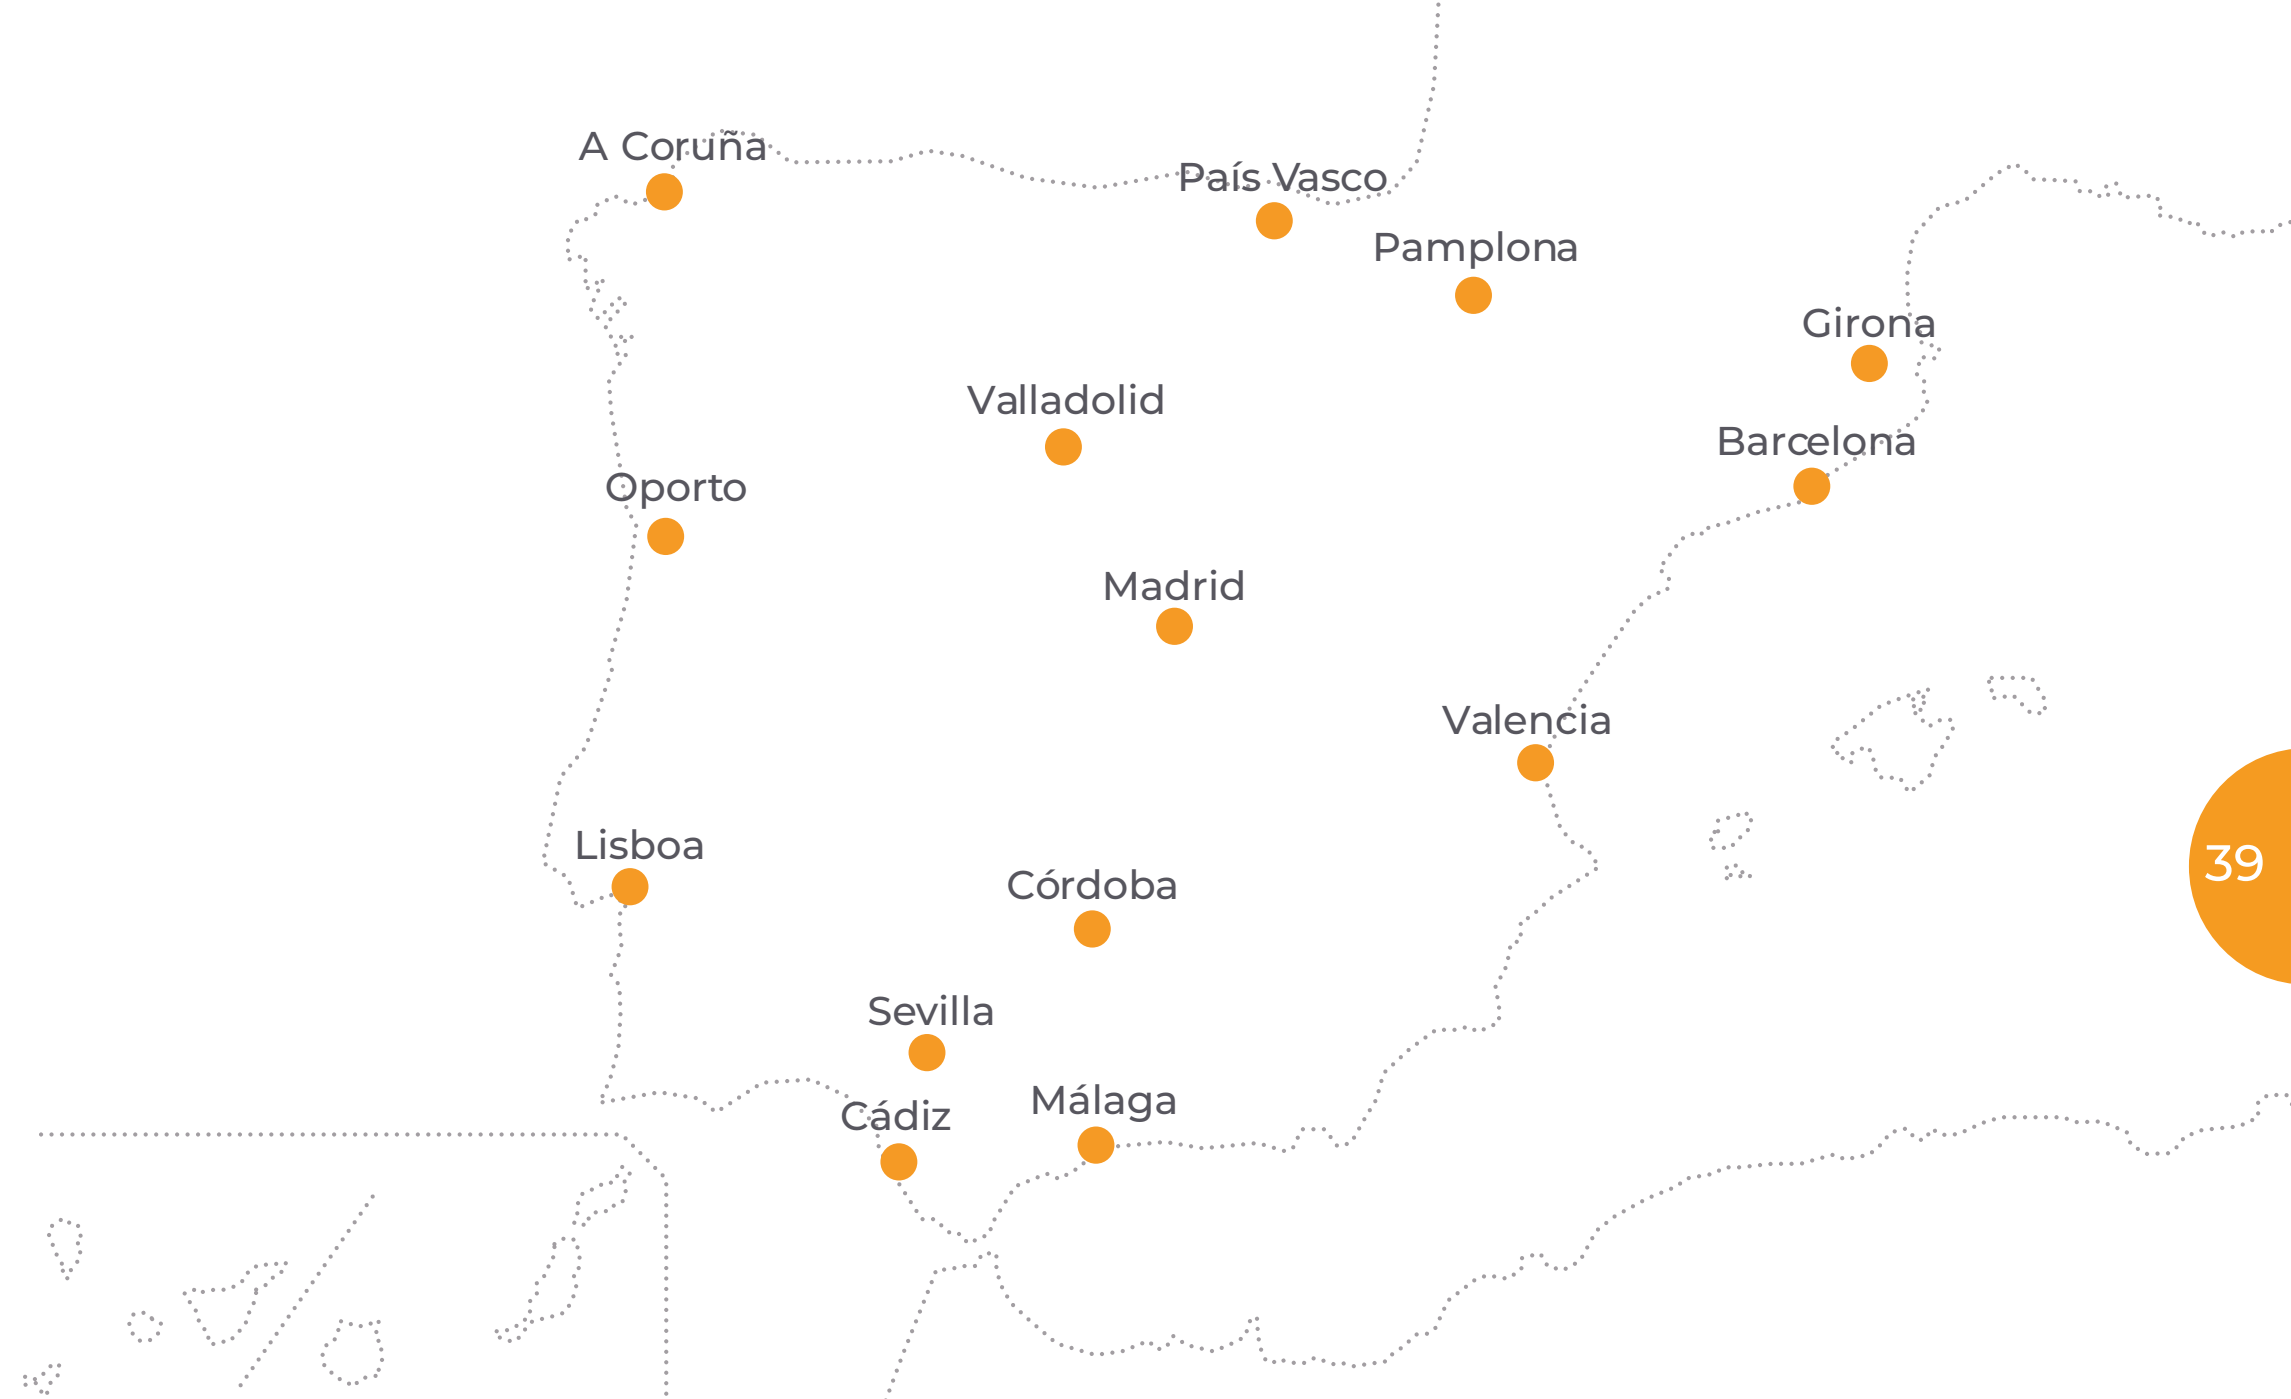 A Coruña
País Vasco
Pamplona
Girona
Valladolid
Barcelona
Oporto
Madrid
Valencia
Lisboa
39
Córdoba
Sevilla
Málaga
Cádiz